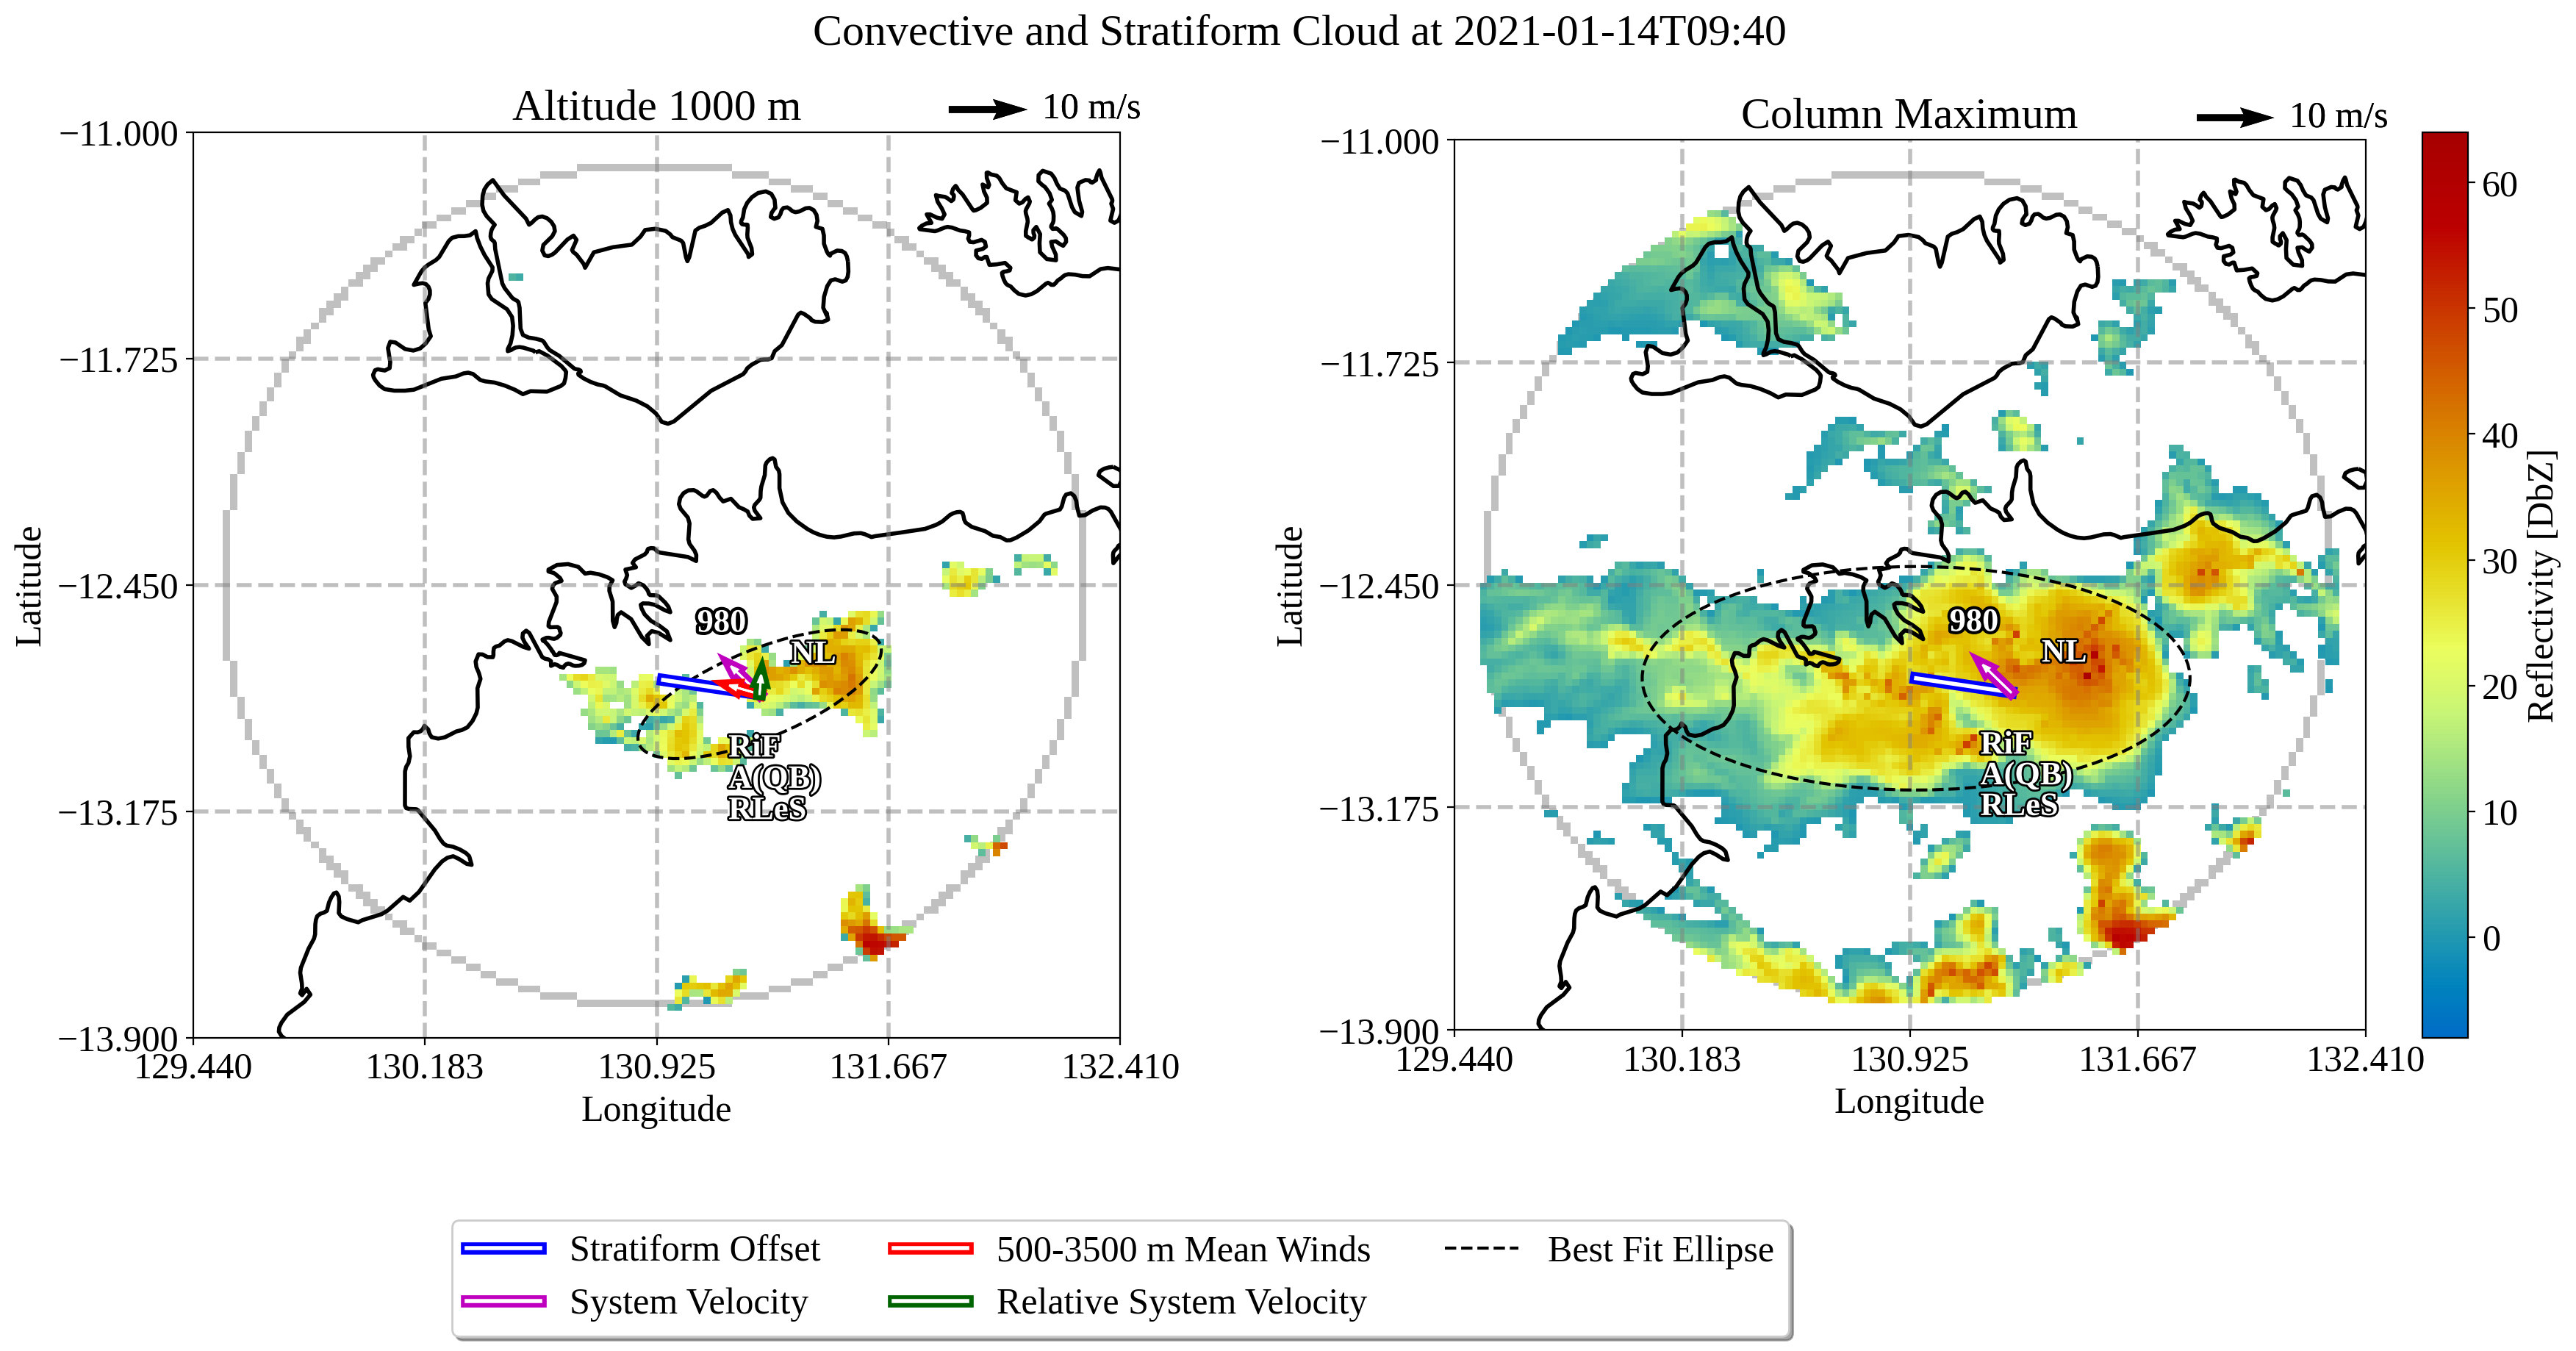 Convective and Stratiform Cloud at 2021-01-14T09:40
Altitude 1000 m
10 m/s
−11.000
−11.725
−12.450
−13.175
−13.900
Latitude
129.440
130.183
130.925
131.667
132.410
Longitude
980
NL
RiF
A(QB)
RLeS
Column Maximum
10 m/s
−11.000
−11.725
−12.450
−13.175
−13.900
Latitude
129.440
130.183
130.925
131.667
132.410
Longitude
980
NL
RiF
A(QB)
RLeS
60
50
40
30
20
10
0
Reflectivity [DbZ]
Stratiform Offset
System Velocity
500-3500 m Mean Winds
Relative System Velocity
Best Fit Ellipse